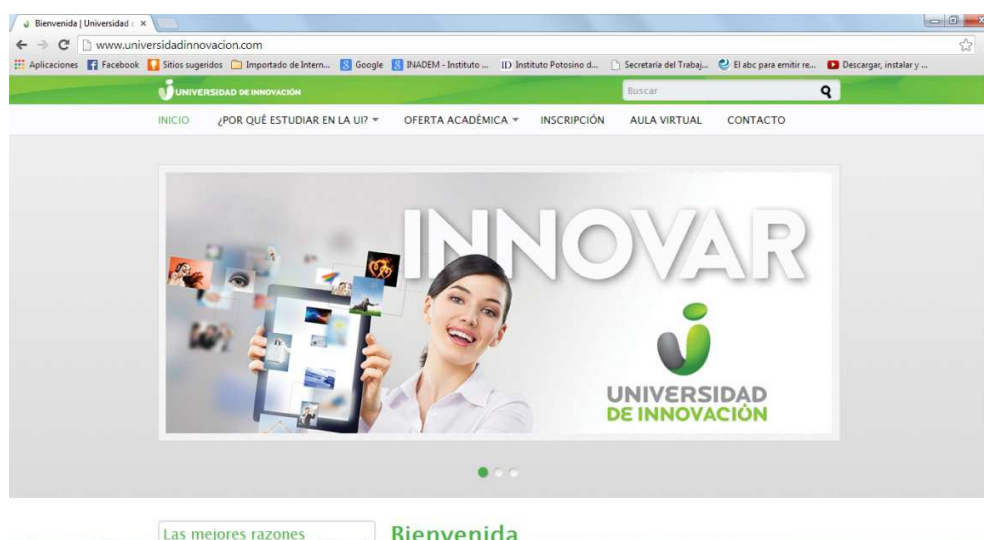 Bienvenida | Universidad
www.universidadinnovacion.com
Aplicaciones Facebook Sitios sugeridos Importado de Intern... Google INADEM - Instituto ... ID Instituto Potosino d... Secretaría del Trabaj... El abc para emitir re... Descargar, instalar y ...
UNIVERSIDAD DE INNOVACIÓN Buscar
INICIO ¿POR QUÉ ESTUDIAR EN LA UI? OFERTA ACADÉMICA INSCRIPCIÓN AULA VIRTUAL CONTACTO
INNOVAR
UNIVERSIDAD
DE INNOVACIÓN
Las mejores razones Bienvenida